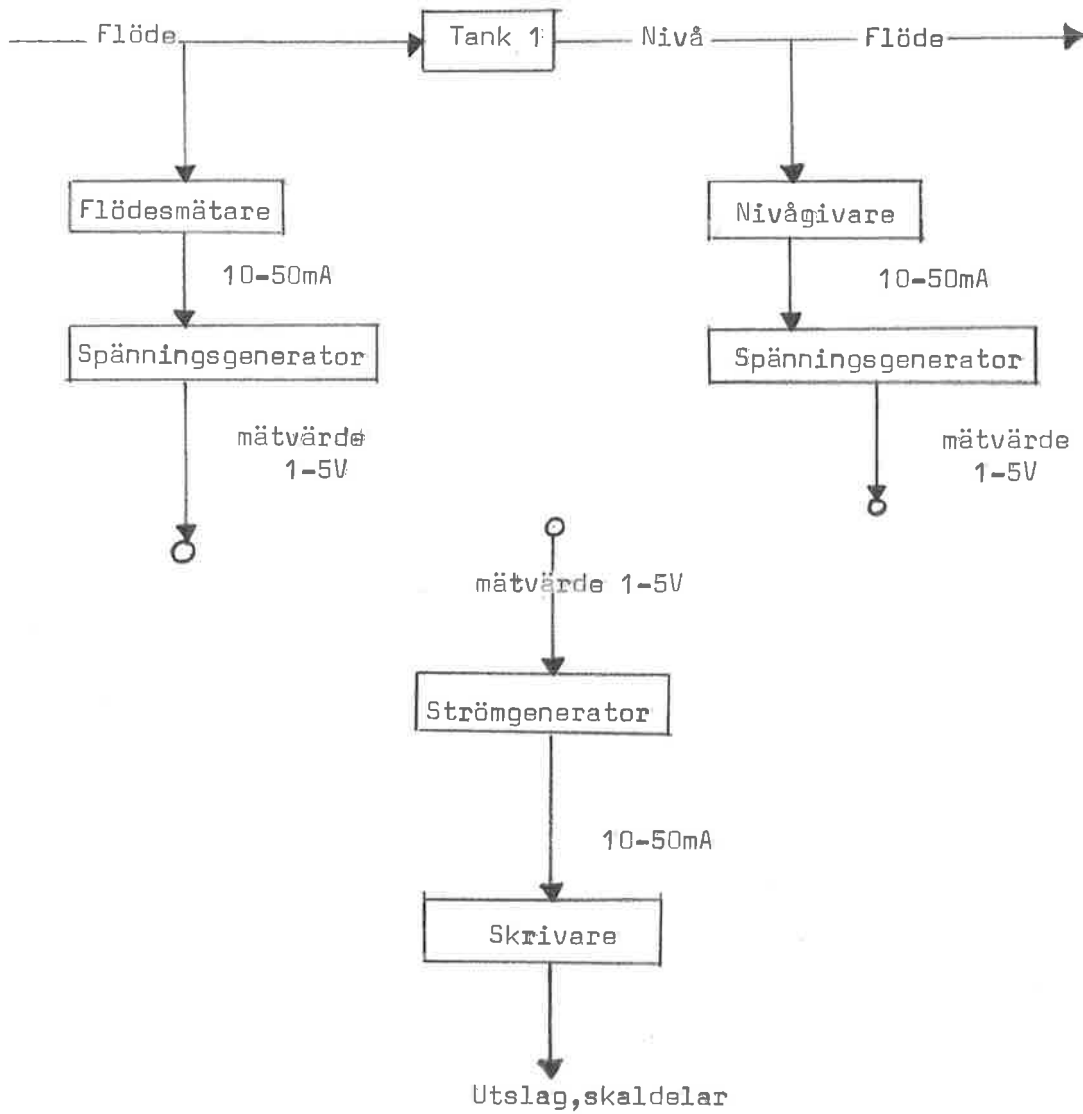 Flöde
Tank 1
Nivå
Flöde
Flödesmätare
Nivågivare
10-50mA
10-50mA
Spänningsgenerator
Spänningsgenerator
mätvärde
1-5V
mätvärde
1-5V
mätvärde 1-5V
Strömgenerator
10-50mA
Skrivare
Utslag,skaldelar